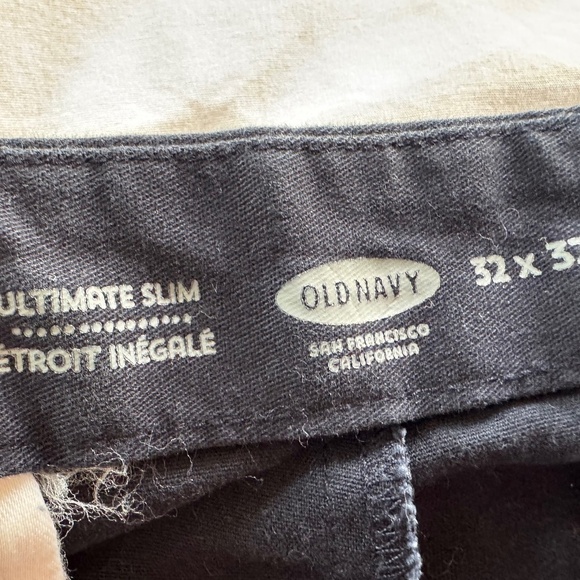 ULTIMATE SLIM
ÉTROIT INÉGALÉ
OLD NAVY
SAN FRANCISCO
CALIFORNIA
32 x